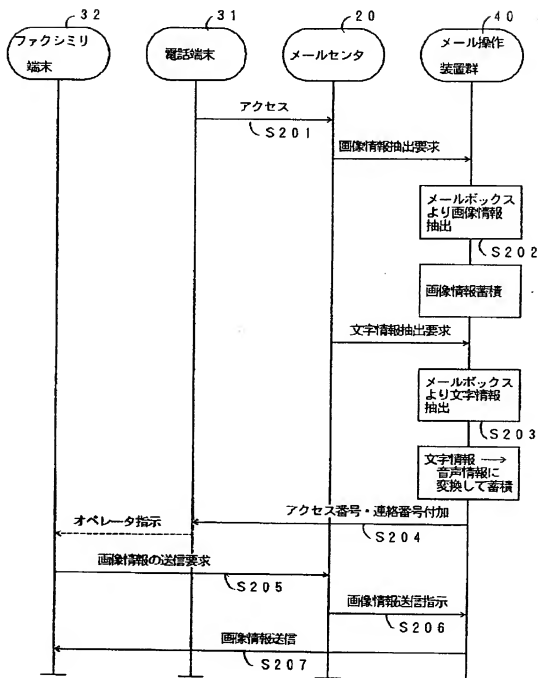 32
31
20
40
ファクシミリ
端末
電話端末
メールセンタ
メール操作
装置群
アクセス
S201
画像情報抽出要求
メールボックス
より画像情報
抽出
S202
画像情報蓄積
文字情報抽出要求
メールボックス
より文字情報
抽出
S203
文字情報 →
音声情報に
変換して蓄積
アクセス番号・連絡番号付加
S204
オペレータ指示
画像情報の送信要求
S205
画像情報送信指示
S206
画像情報送信
S207